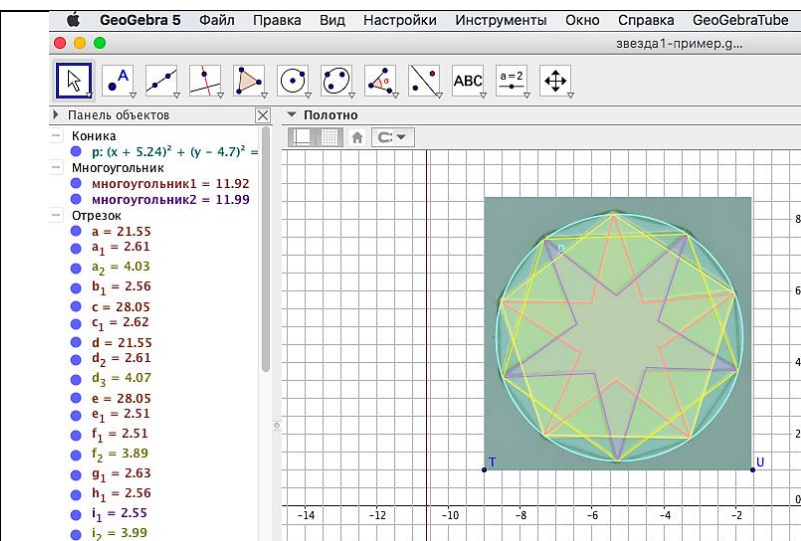 GeoGebra 5 Файл Правка Вид Настройки Инструменты Окно Справка GeoGebraTube
звезда1-пример.g...
A α ABC a=2
Панель объектов
Полотно
Коника
p: (x + 5.24)² + (y – 4.7)² =
Многоугольник
многоугольник1 = 11.92
многоугольник2 = 11.99
Отрезок
a = 21.55
a₁ = 2.61
a₂ = 4.03
b₁ = 2.56
c = 28.05
c₁ = 2.62
d = 21.55
d₂ = 2.61
d₃ = 4.07
e = 28.05
e₁ = 2.51
f₁ = 2.51
f₂ = 3.89
g₁ = 2.63
h₁ = 2.56
i₁ = 2.55
i₂ = 3.99
p
T U
8
6
4
2
0
-14 -12 -10 -8 -6 -4 -2